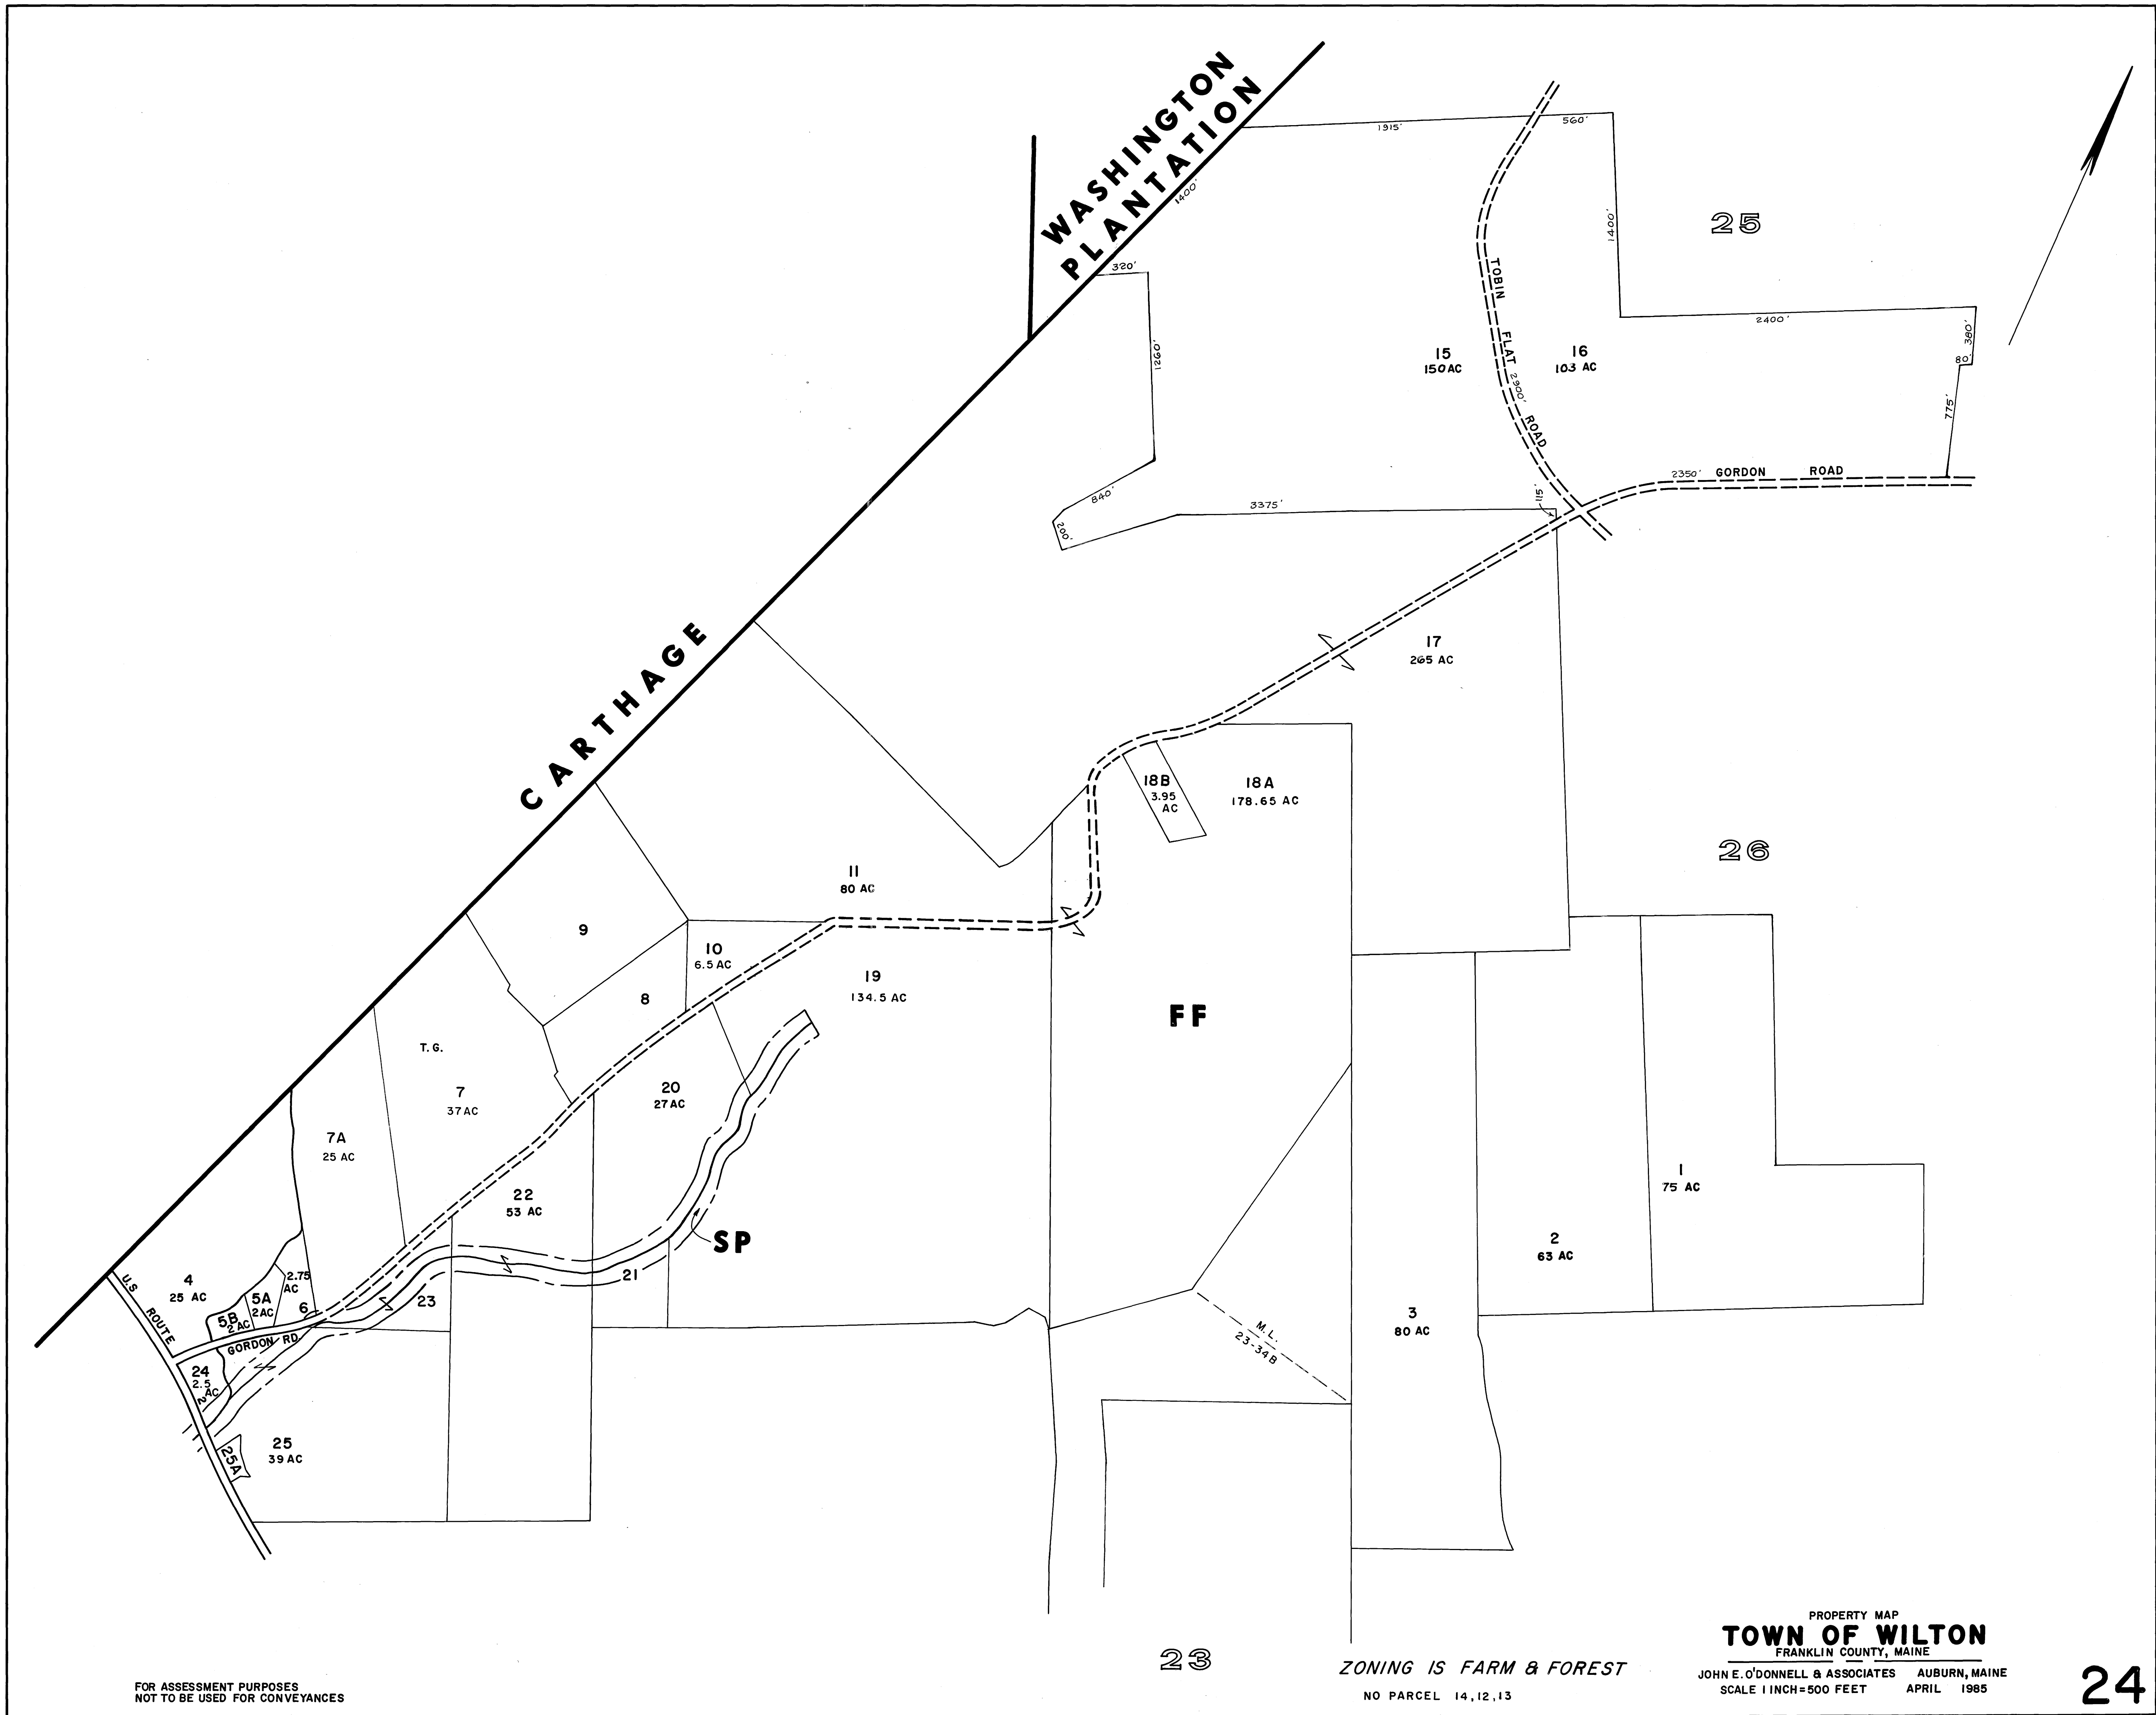 WASHINGTON
PLANTATION
1915'
560'
1400'
1400'
25
320'
1260'
TOBIN FLAT ROAD
2900'
2400'
380'
80'
775'
15
150 AC
16
103 AC
2350'
GORDON ROAD
115'
840'
200'
3375'
CARTHAGE
17
265 AC
18B
3.95
AC
18A
178.65 AC
26
11
80 AC
9
10
6.5 AC
8
19
134.5 AC
FF
T.G.
7
37 AC
20
27 AC
7A
25 AC
22
53 AC
SP
21
1
75 AC
2
63 AC
3
80 AC
4
25 AC
U.S ROUTE 2
2.75
AC
6
5A
2 AC
5B
2 AC
23
GORDON RD
24
2.5
AC
M.L.
23-34B
25
39 AC
25A
23
ZONING IS FARM & FOREST
NO PARCEL 14,12,13
PROPERTY MAP
TOWN OF WILTON
FRANKLIN COUNTY, MAINE
JOHN E. O'DONNELL & ASSOCIATES AUBURN, MAINE
SCALE 1 INCH=500 FEET APRIL 1985
24
FOR ASSESSMENT PURPOSES
NOT TO BE USED FOR CONVEYANCES